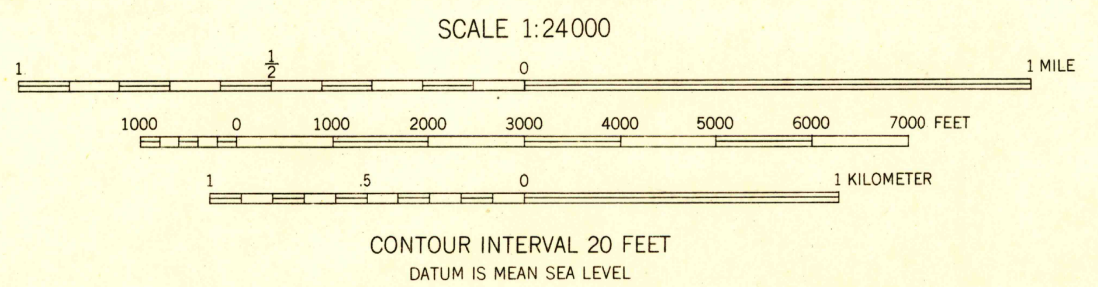 SCALE 1:24000
1 1/2 0 1 MILE
1000 0 1000 2000 3000 4000 5000 6000 7000 FEET
1 .5 0 1 KILOMETER
CONTOUR INTERVAL 20 FEET
DATUM IS MEAN SEA LEVEL